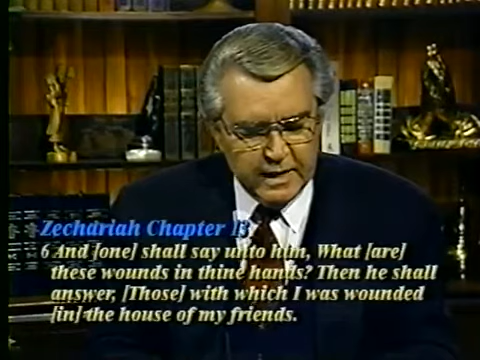 Zechariah Chapter 13
6 And [one] shall say unto him, What [are]
these wounds in thine hands? Then he shall
answer, [Those] with which I was wounded
[in] the house of my friends.